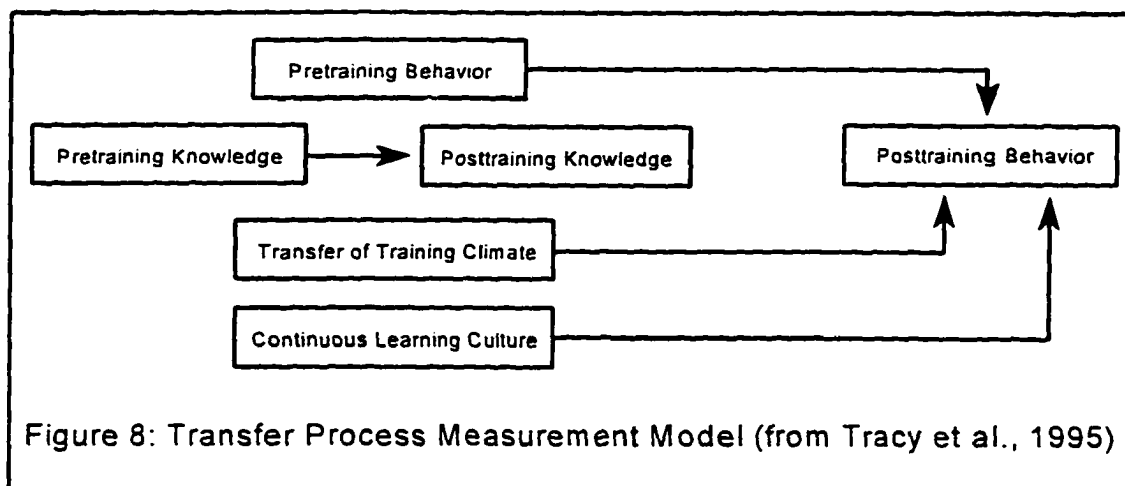 Pretraining Behavior
Pretraining Knowledge
Posttraining Knowledge
Posttraining Behavior
Transfer of Training Climate
Continuous Learning Culture
Figure 8: Transfer Process Measurement Model (from Tracy et al., 1995)